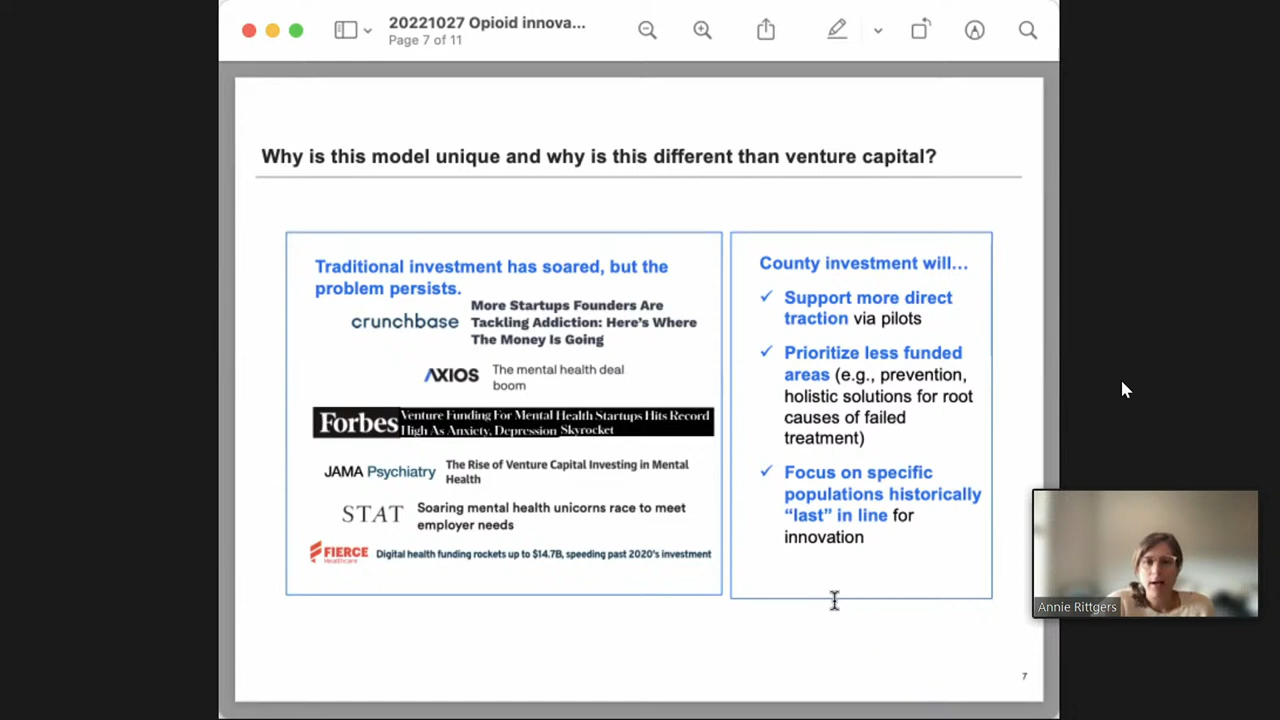 20221027 Opioid innova...
Page 7 of 11
Why is this model unique and why is this different than venture capital?
Traditional investment has soared, but the
problem persists.
crunchbase
More Startups Founders Are
Tackling Addiction: Here's Where
The Money Is Going
AXIOS
The mental health deal
boom
Forbes
Venture Funding For Mental Health Startups Hits Record
High As Anxiety, Depression Skyrocket
JAMA Psychiatry
The Rise of Venture Capital Investing in Mental
Health
STAT
Soaring mental health unicorns race to meet
employer needs
FIERCE
Healthcare
Digital health funding rockets up to $14.7B, speeding past 2020's investment
County investment will...
✓ Support more direct
traction via pilots
✓ Prioritize less funded
areas (e.g., prevention,
holistic solutions for root
causes of failed
treatment)
✓ Focus on specific
populations historically
“last” in line for
innovation
Annie Rittgers
7